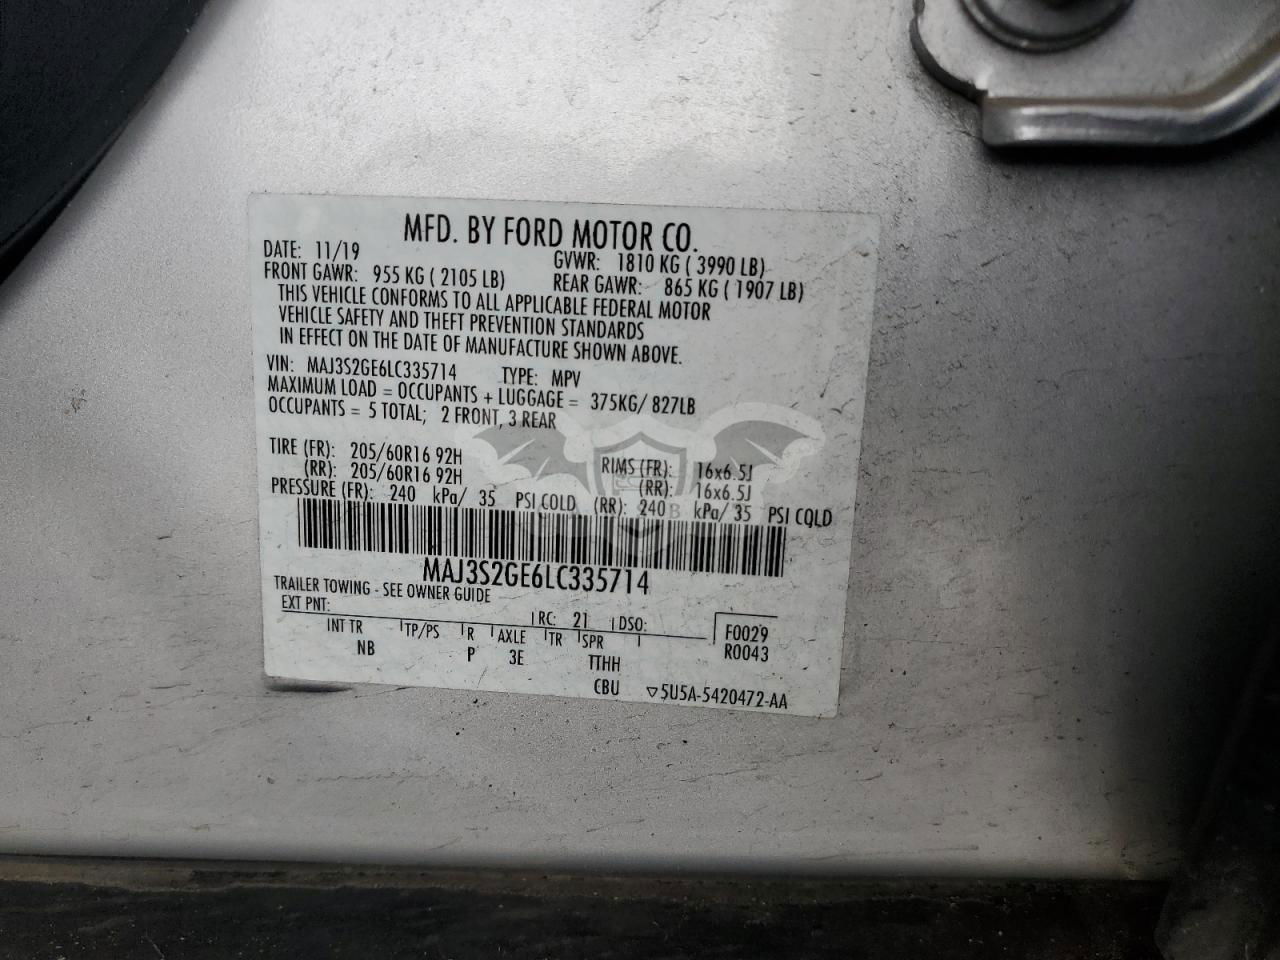 MFD. BY FORD MOTOR CO.
DATE: 11/19 GVWR: 1810 KG ( 3990 LB)
FRONT GAWR: 955 KG ( 2105 LB) REAR GAWR: 865 KG ( 1907 LB)
THIS VEHICLE CONFORMS TO ALL APPLICABLE FEDERAL MOTOR
VEHICLE SAFETY AND THEFT PREVENTION STANDARDS
IN EFFECT ON THE DATE OF MANUFACTURE SHOWN ABOVE.
VIN: MAJ3S2GE6LC335714 TYPE: MPV
MAXIMUM LOAD = OCCUPANTS + LUGGAGE = 375KG/ 827LB
OCCUPANTS = 5 TOTAL; 2 FRONT, 3 REAR
TIRE (FR): 205/60R16 92H RIMS (FR): 16x6.5J
(RR): 205/60R16 92H (RR): 16x6.5J
PRESSURE (FR): 240 kPa/ 35 PSI COLD (RR): 240 kPa/ 35 PSI COLD
MAJ3S2GE6LC335714
TRAILER TOWING - SEE OWNER GUIDE
EXT PNT: RC: 21 DSO: F0029
INT TR TP/PS R AXLE TR SPR R0043
NB P 3E TTHH
CBU ▽5U5A-5420472-AA